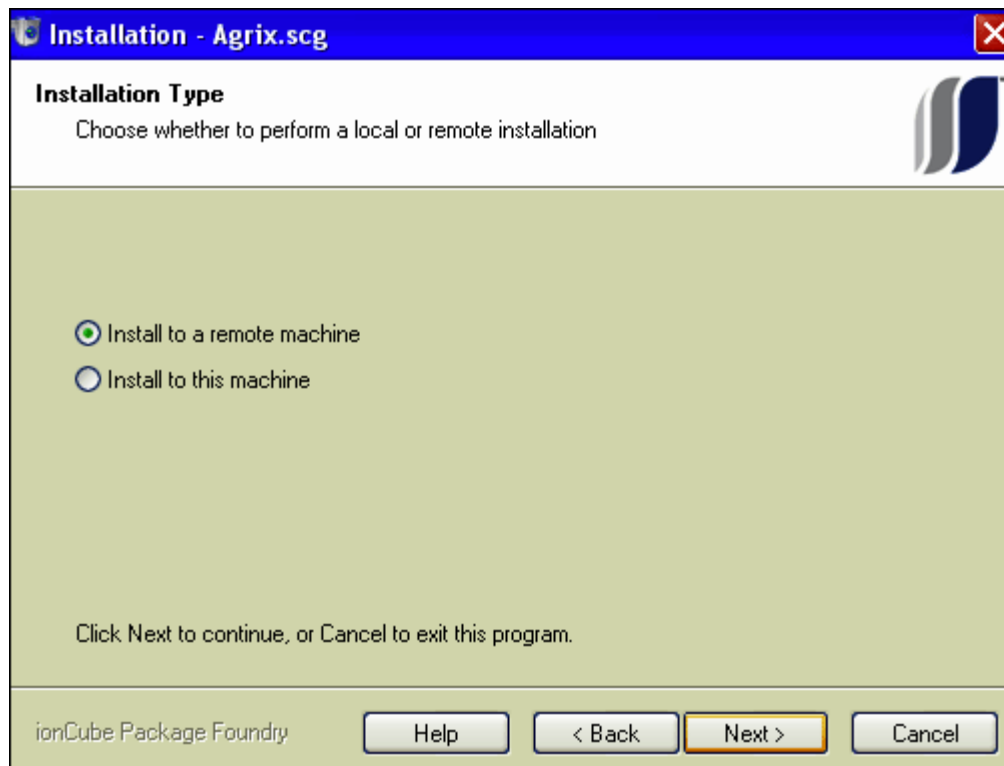 Installation - Agrix.scg
Installation Type
Choose whether to perform a local or remote installation
Install to a remote machine
Install to this machine
Click Next to continue, or Cancel to exit this program.
ionCube Package Foundry
Help
< Back
Next >
Cancel